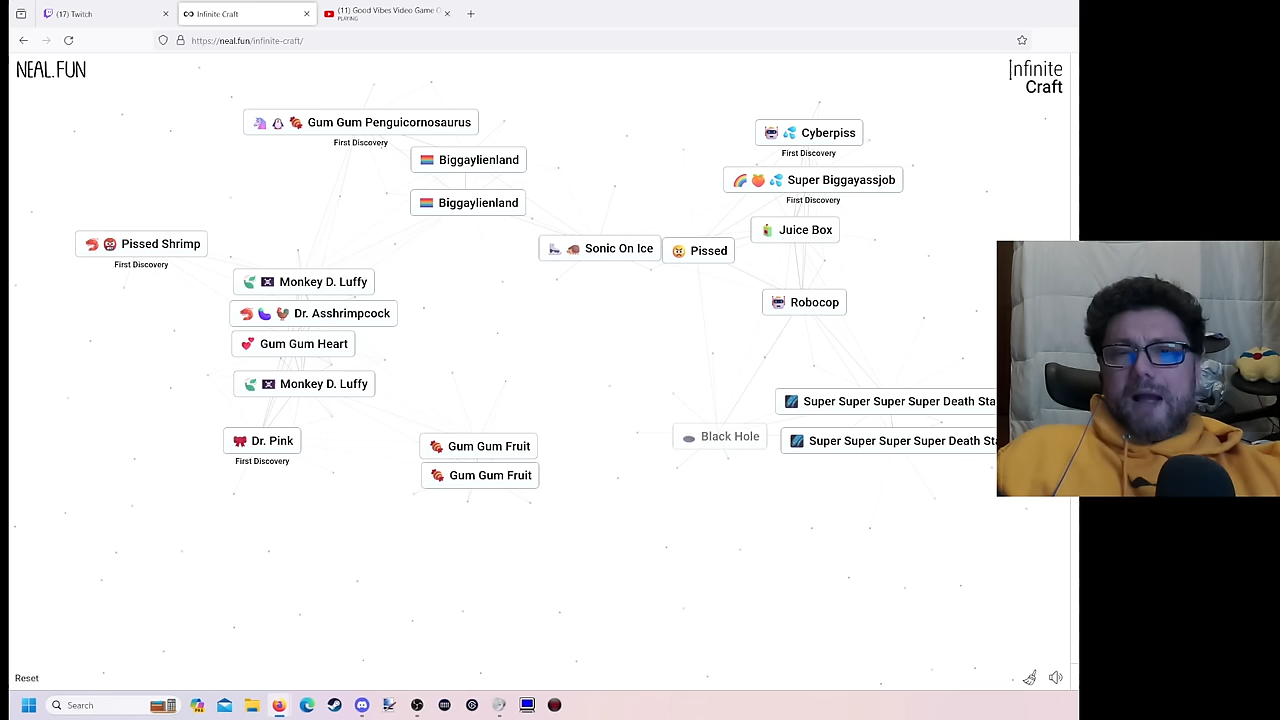 (17) Twitch
Infinite Craft
(11) Good Vibes Video Game
PLAYING
https://neal.fun/infinite-craft/
NEAL.FUN
Infinite
Craft
Gum Gum Penguicornosaurus
First Discovery
Cyberpiss
First Discovery
Biggaylienland
Super Biggayassjob
First Discovery
Biggaylienland
Juice Box
Pissed Shrimp
First Discovery
Sonic On Ice
Pissed
Monkey D. Luffy
Robocop
Dr. Asshrimpcock
Gum Gum Heart
Monkey D. Luffy
Super Super Super Super Death Sta
Dr. Pink
First Discovery
Gum Gum Fruit
Black Hole
Super Super Super Super Death Sta
Gum Gum Fruit
Reset
Search